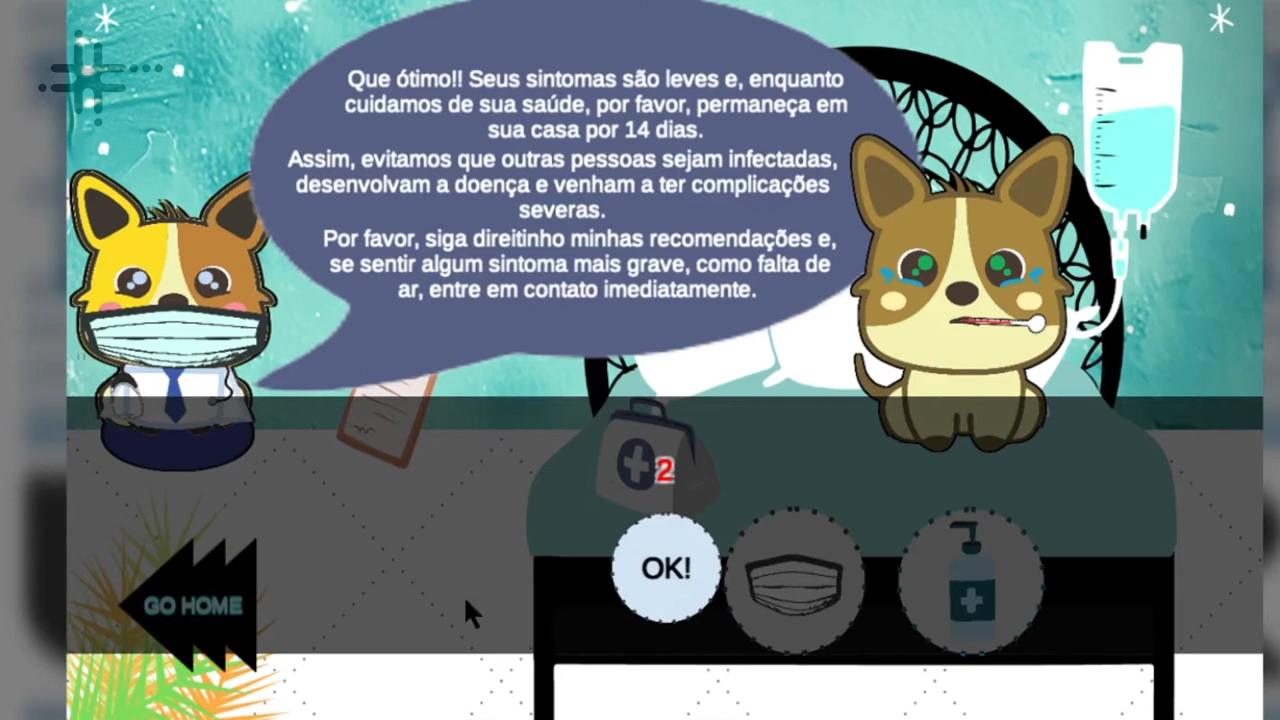 Que ótimo!! Seus sintomas são leves e, enquanto
cuidamos de sua saúde, por favor, permaneça em
sua casa por 14 dias.
Assim, evitamos que outras pessoas sejam infectadas,
desenvolvam a doença e venham a ter complicações
severas.
Por favor, siga direitinho minhas recomendações e,
se sentir algum sintoma mais grave, como falta de
ar, entre em contato imediatamente.
2
OK!
GO HOME